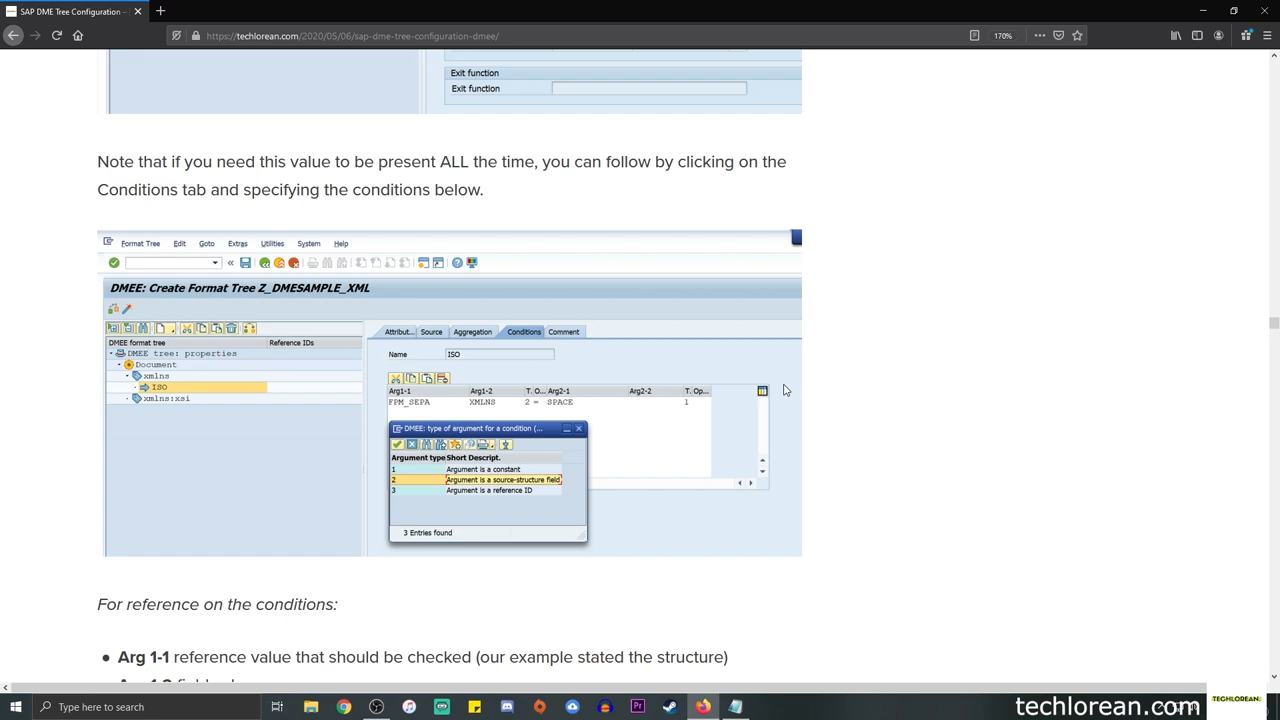 SAP DME Tree Configuration –
https://techlorean.com/2020/05/06/sap-dme-tree-configuration-dmee/
170%
Exit function
Exit function
Note that if you need this value to be present ALL the time, you can follow by clicking on the
Conditions tab and specifying the conditions below.
Format Tree Edit Goto Extras Utilities System Help
DMEE: Create Format Tree Z_DMESAMPLE_XML
Attribut... Source Aggregation Conditions Comment
DMEE format tree Reference IDs
DMEE tree: properties
Document
xmlns
ISO
xmlns:xsi
Name ISO
Arg1-1 Arg1-2 T. O... Arg2-1 Arg2-2 T. Op...
FPM_SEPA XMLNS 2 = SPACE 1
DMEE: type of argument for a condition (...
Argument type Short Descript.
1 Argument is a constant
2 Argument is a source-structure field
3 Argument is a reference ID
3 Entries found
For reference on the conditions:
● Arg 1-1 reference value that should be checked (our example stated the structure)
Type here to search
techlorean.com
TECHLOREAN